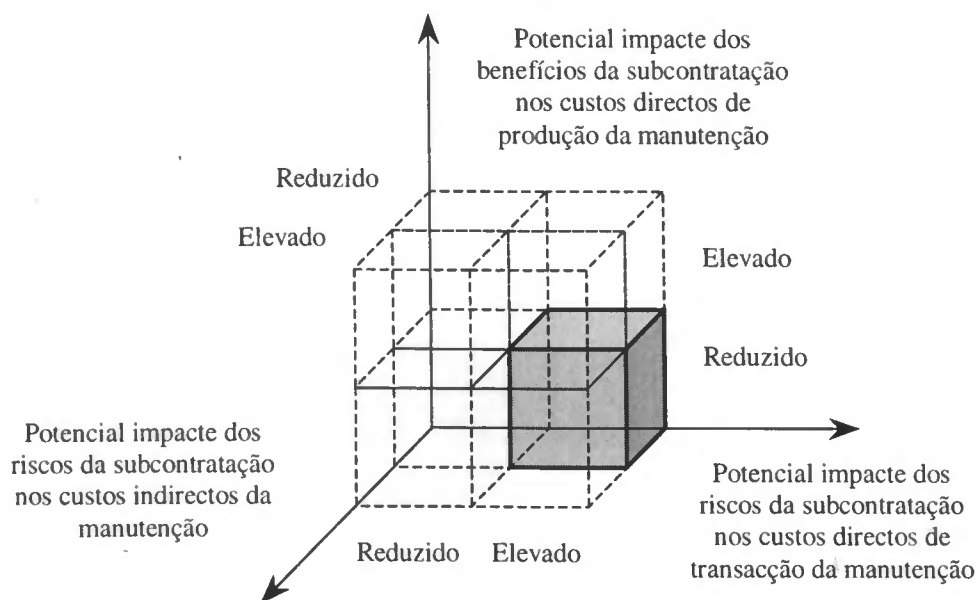 Potencial impacte dos
benefícios da subcontratação
nos custos directos de
produção da manutenção
Reduzido
Elevado
Elevado
Reduzido
Potencial impacte dos
riscos da subcontratação
nos custos indirectos da
manutenção
Reduzido
Elevado
Potencial impacte dos
riscos da subcontratação
nos custos directos de
transacção da manutenção